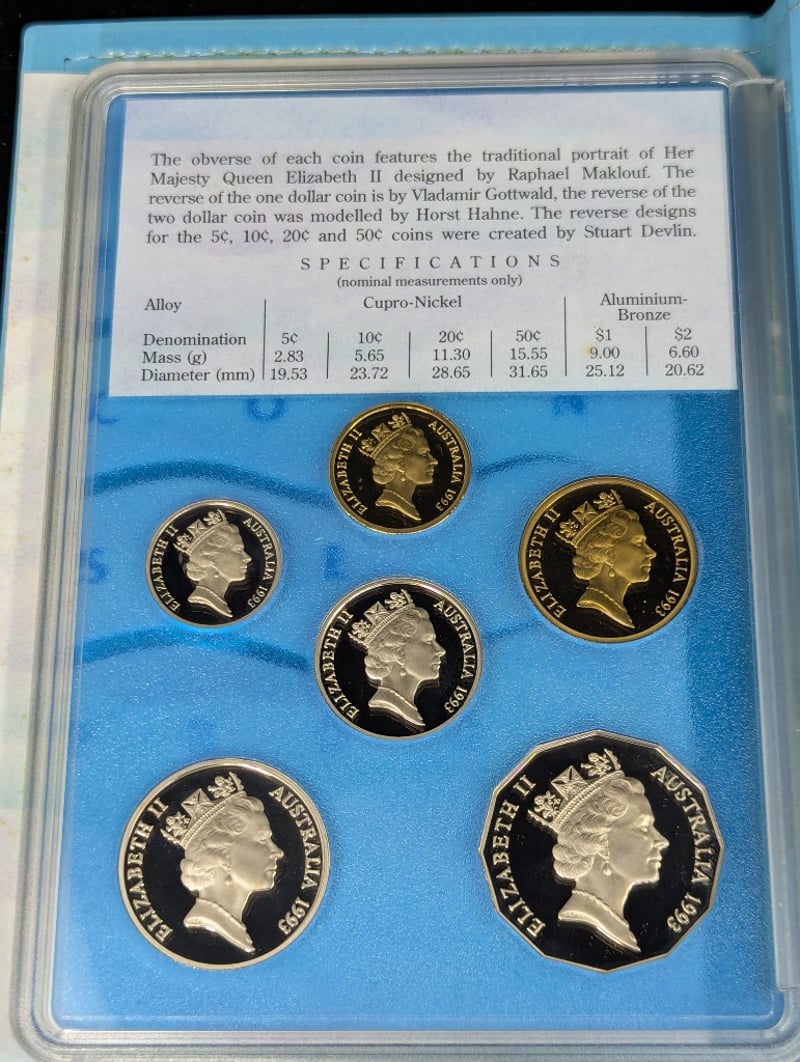 The obverse of each coin features the traditional portrait of Her
Majesty Queen Elizabeth II designed by Raphael Maklouf. The
reverse of the one dollar coin is by Vladamir Gottwald, the reverse of the
two dollar coin was modelled by Horst Hahne. The reverse designs
for the 5¢, 10¢, 20¢ and 50¢ coins were created by Stuart Devlin.
SPECIFICATIONS
(nominal measurements only)
Alloy Cupro-Nickel Aluminium-
Bronze
Denomination 5¢ 10¢ 20¢ 50¢ $1 $2
Mass (g) 2.83 5.65 11.30 15.55 9.00 6.60
Diameter (mm) 19.53 23.72 28.65 31.65 25.12 20.62
ELIZABETH II AUSTRALIA 1993
ELIZABETH II AUSTRALIA 1993
ELIZABETH II AUSTRALIA 1993
ELIZABETH II AUSTRALIA 1993
ELIZABETH II AUSTRALIA 1993
ELIZABETH II AUSTRALIA 1993